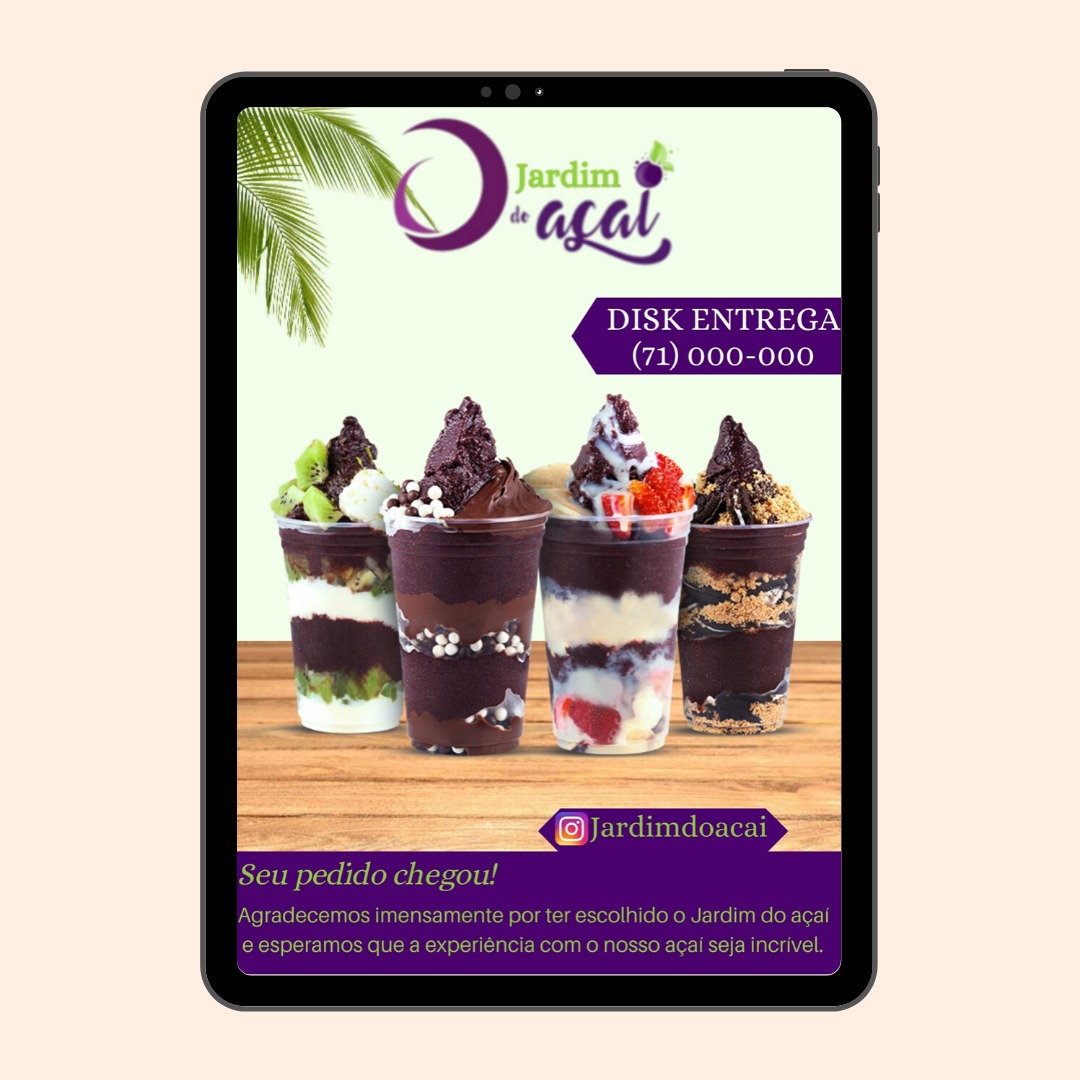 Jardim
do açaí
DISK ENTREGA
(71) 000-000
Jardimdoacai
Seu pedido chegou!
Agradecemos imensamente por ter escolhido o Jardim do açaí
e esperamos que a experiência com o nosso açaí seja incrível.